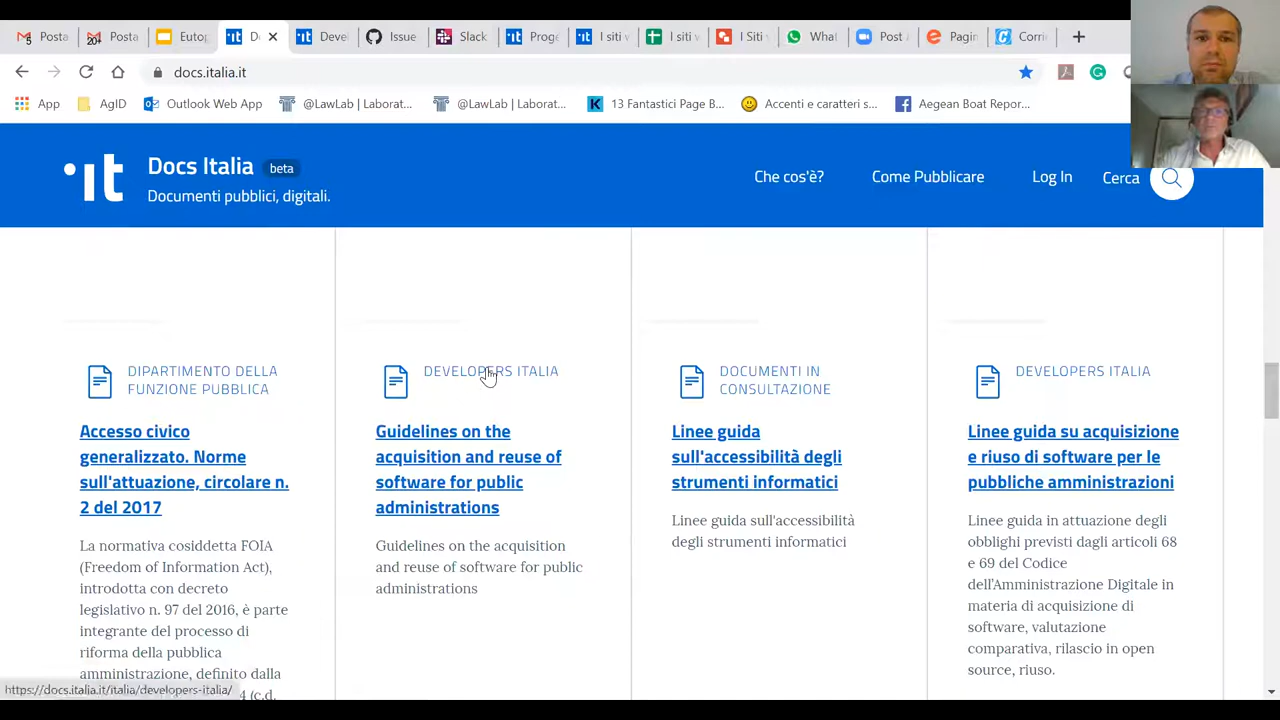 Posta
Posta
Eutop
D
Devel
Issue
Slack
Proge
I siti v
I siti v
I Siti v
What
Post A
Pagin
Corri
docs.italia.it
App
AgID
Outlook Web App
@LawLab | Laborat...
@LawLab | Laborat...
13 Fantastici Page B...
Accenti e caratteri s...
Aegean Boat Repor...
it
Docs Italia
beta
Documenti pubblici, digitali.
Che cos'è?
Come Pubblicare
Log In
Cerca
DIPARTIMENTO DELLA
FUNZIONE PUBBLICA
Accesso civico
generalizzato. Norme
sull'attuazione, circolare n.
2 del 2017
La normativa cosiddetta FOIA
(Freedom of Information Act),
introdotta con decreto
legislativo n. 97 del 2016, è parte
integrante del processo di
riforma della pubblica
amministrazione, definito dalla
4 (c.d.
DEVELOPERS ITALIA
Guidelines on the
acquisition and reuse of
software for public
administrations
Guidelines on the acquisition
and reuse of software for public
administrations
DOCUMENTI IN
CONSULTAZIONE
Linee guida
sull'accessibilità degli
strumenti informatici
Linee guida sull'accessibilità
degli strumenti informatici
DEVELOPERS ITALIA
Linee guida su acquisizione
e riuso di software per le
pubbliche amministrazioni
Linee guida in attuazione degli
obblighi previsti dagli articoli 68
e 69 del Codice
dell'Amministrazione Digitale in
materia di acquisizione di
software, valutazione
comparativa, rilascio in open
source, riuso.
https://docs.italia.it/italia/developers-italia/